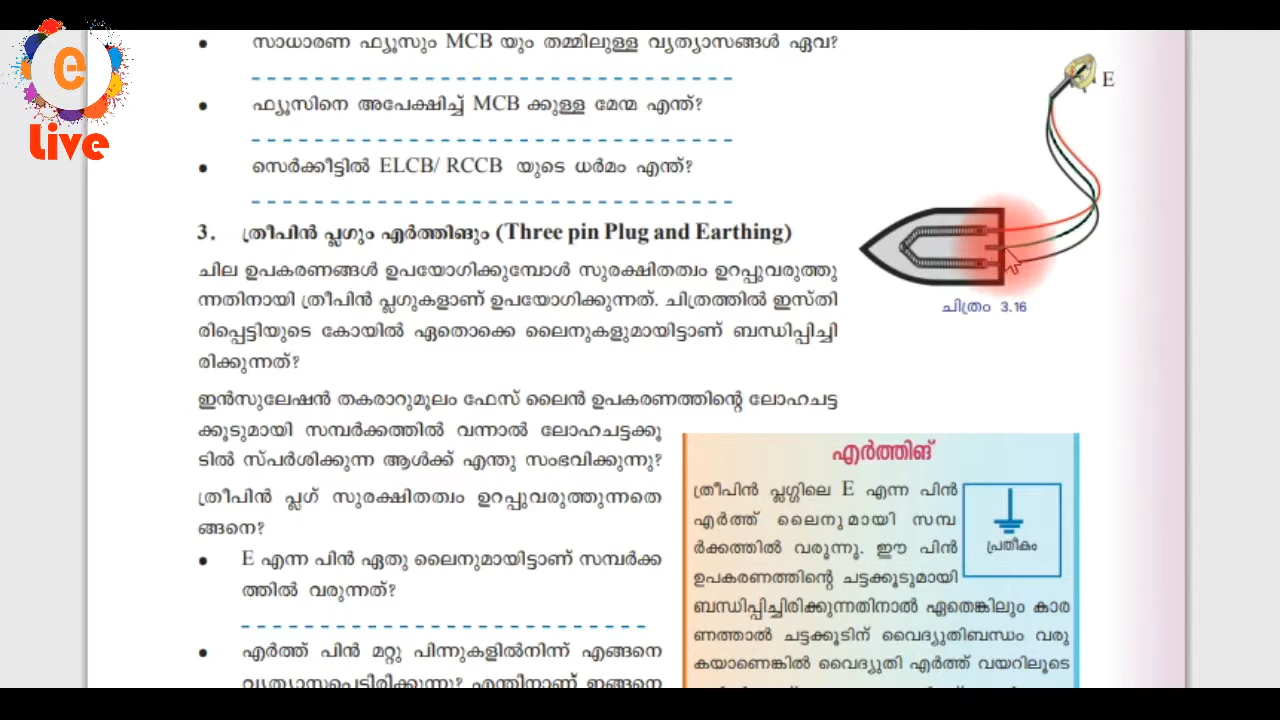 e
Live
സാധാരണ ഫ്യൂസും MCB യും തമ്മിലുള്ള വ്യത്യാസങ്ങൾ ഏവ?
ഫ്യൂസിനെ അപേക്ഷിച്ച് MCB ക്കുള്ള മേന്മ എന്ത്?
സെർക്കീട്ടിൽ ELCB/ RCCB യുടെ ധർമം എന്ത്?
3. ത്രീപിൻ പ്ലഗും എർത്തിങും (Three pin Plug and Earthing)
ചില ഉപകരണങ്ങൾ ഉപയോഗിക്കുമ്പോൾ സുരക്ഷിതത്വം ഉറപ്പുവരുത്തു
ന്നതിനായി ത്രീപിൻ പ്ലഗുകളാണ് ഉപയോഗിക്കുന്നത്. ചിത്രത്തിൽ ഇസ്തി
രിപ്പെട്ടിയുടെ കോയിൽ ഏതൊക്കെ ലൈനുകളുമായിട്ടാണ് ബന്ധിപ്പിച്ചി
രിക്കുന്നത്?
E
ചിത്രം 3.16
ഇൻസുലേഷൻ തകരാറുമൂലം ഫേസ് ലൈൻ ഉപകരണത്തിന്റെ ലോഹചട്ട
ക്കൂടുമായി സമ്പർക്കത്തിൽ വന്നാൽ ലോഹചട്ടക്കൂ
ടിൽ സ്പർശിക്കുന്ന ആൾക്ക് എന്തു സംഭവിക്കുന്നു?
ത്രീപിൻ പ്ലഗ് സുരക്ഷിതത്വം ഉറപ്പുവരുത്തുന്നതെ
ങ്ങനെ?
E എന്ന പിൻ ഏതു ലൈനുമായിട്ടാണ് സമ്പർക്ക
ത്തിൽ വരുന്നത്?
എർത്ത് പിൻ മറ്റു പിന്നുകളിൽനിന്ന് എങ്ങനെ
വ്യത്യാസപ്പെട്ടിരിക്കുന്നു? എന്തിനാണ് ഇങ്ങനെ
എർത്തിങ്
ത്രീപിൻ പ്ലഗ്ഗിലെ E എന്ന പിൻ
എർത്ത് ലൈനുമായി സമ്പ
ർക്കത്തിൽ വരുന്നു. ഈ പിൻ
ഉപകരണത്തിന്റെ ചട്ടക്കൂടുമായി
ബന്ധിപ്പിച്ചിരിക്കുന്നതിനാൽ ഏതെങ്കിലും കാര
ണത്താൽ ചട്ടക്കൂടിന് വൈദ്യുതിബന്ധം വരു
കയാണെങ്കിൽ വൈദ്യുതി എർത്ത് വയറിലൂടെ
പ്രതീകം